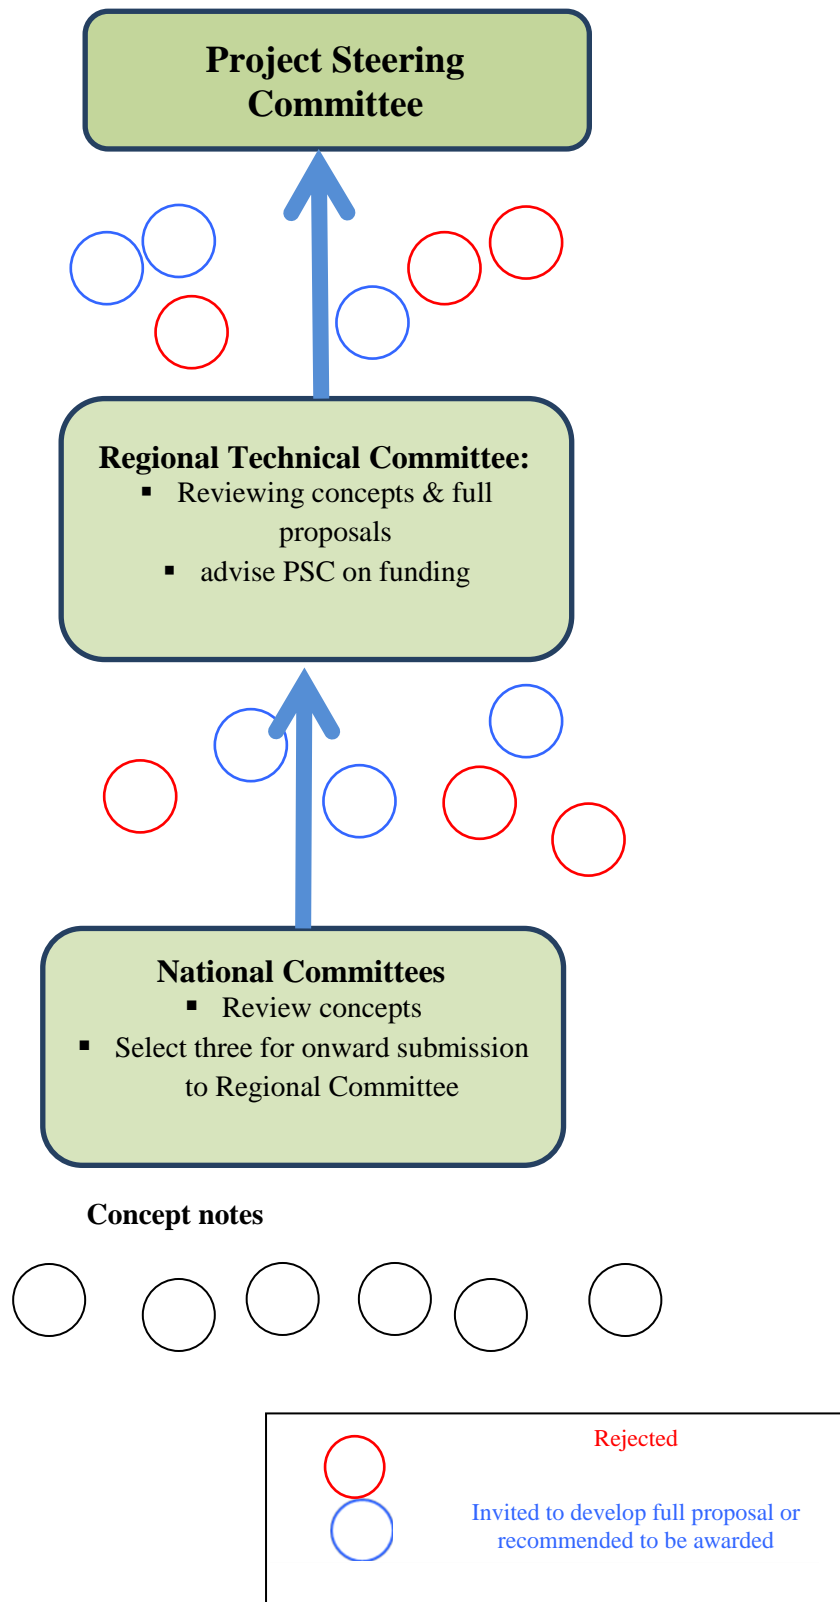 Project Steering
Committee
Regional Technical Committee:
▪ Reviewing concepts & full
proposals
▪ advise PSC on funding
National Committees
▪ Review concepts
▪ Select three for onward submission
to Regional Committee
Concept notes
Rejected
Invited to develop full proposal or
recommended to be awarded